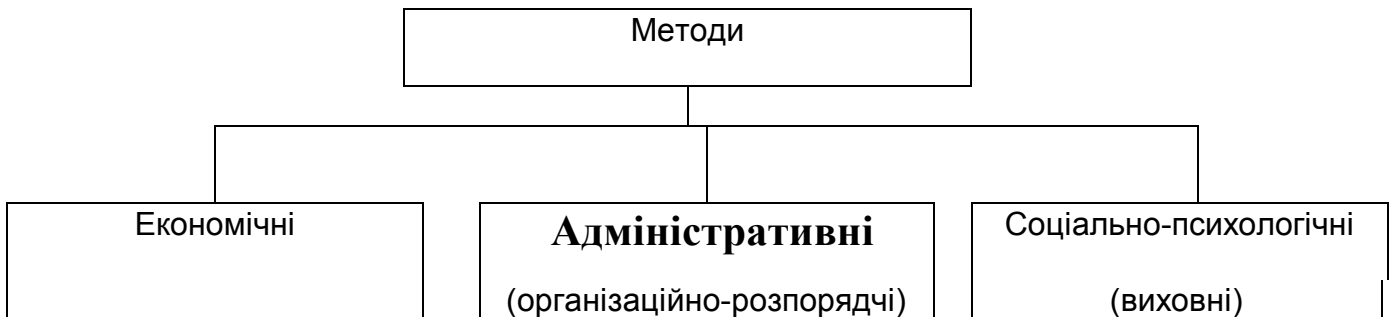 Методи
Економічні
Адміністративні
(організаційно-розпорядчі)
Соціально-психологічні
(виховні)